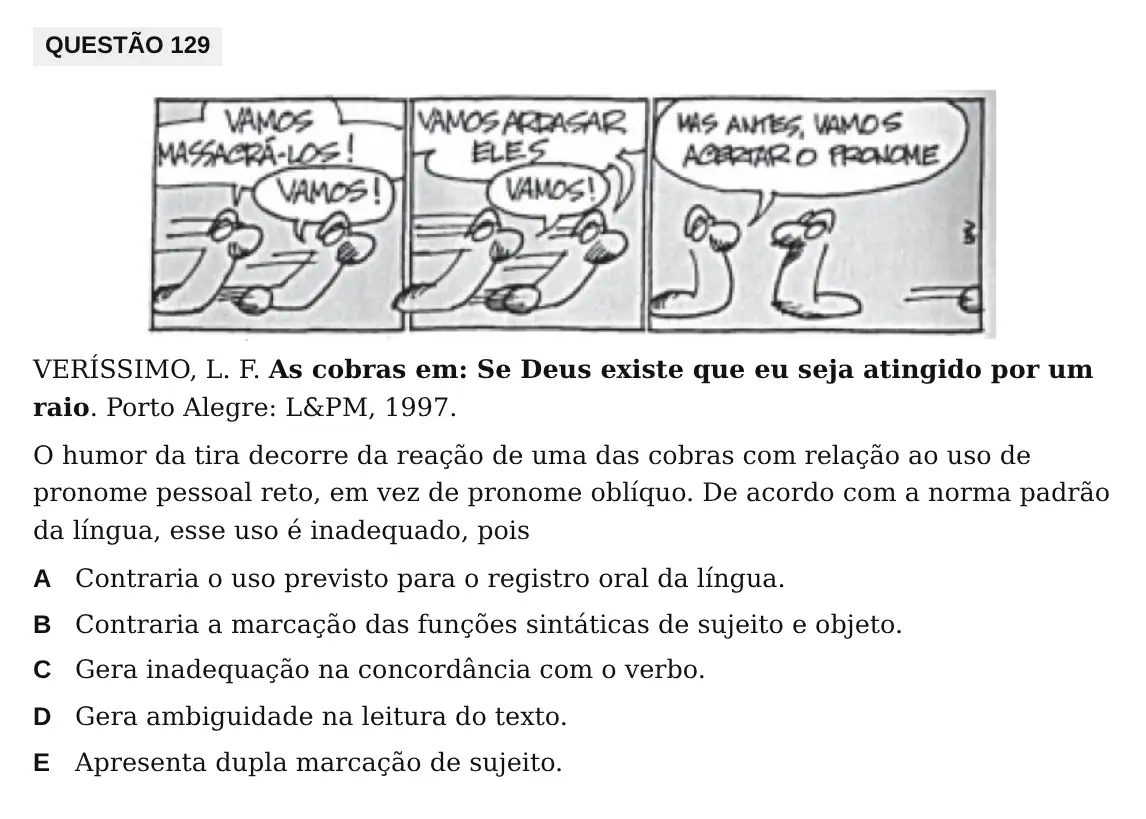 QUESTÃO 129
VAMOS
MASSACRÁ-LOS!
VAMOS!
VAMOS ARRASAR
ELES
VAMOS!
MAS ANTES, VAMOS
ACERTAR O PRONOME
VERÍSSIMO, L. F. As cobras em: Se Deus existe que eu seja atingido por um
raio. Porto Alegre: L&PM, 1997.
O humor da tira decorre da reação de uma das cobras com relação ao uso de
pronome pessoal reto, em vez de pronome oblíquo. De acordo com a norma padrão
da língua, esse uso é inadequado, pois
A Contraria o uso previsto para o registro oral da língua.
B Contraria a marcação das funções sintáticas de sujeito e objeto.
C Gera inadequação na concordância com o verbo.
D Gera ambiguidade na leitura do texto.
E Apresenta dupla marcação de sujeito.